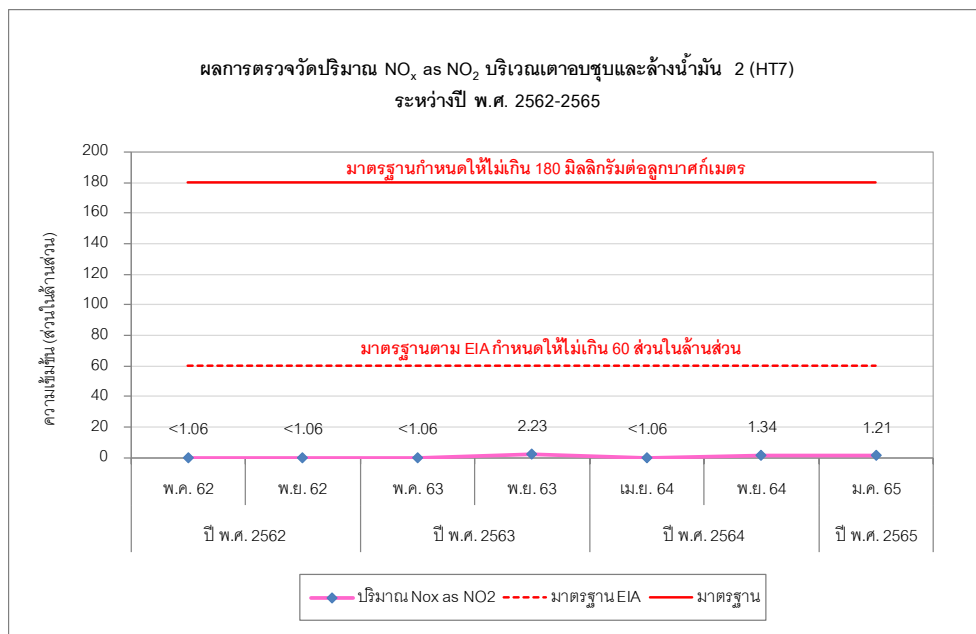 ผลการตรวจวัดปริมาณ NOx as NO2 บริเวณเตาอบชุบและล้างน้ำมัน 2 (HT7)
ระหว่างปี พ.ศ. 2562-2565
ความเข้มข้น (ส่วนในล้านส่วน)
200
180
160
140
120
100
80
60
40
20
0
มาตรฐานกำหนดให้ไม่เกิน 180 มิลลิกรัมต่อลูกบาศก์เมตร
มาตรฐานตาม EIA กำหนดให้ไม่เกิน 60 ส่วนในล้านส่วน
<1.06 <1.06 <1.06 2.23 <1.06 1.34 1.21
พ.ค. 62 พ.ย. 62 พ.ค. 63 พ.ย. 63 เม.ย. 64 พ.ย. 64 ม.ค. 65
ปี พ.ศ. 2562 ปี พ.ศ. 2563 ปี พ.ศ. 2564 ปี พ.ศ. 2565
ปริมาณ Nox as NO2 มาตรฐาน EIA มาตรฐาน